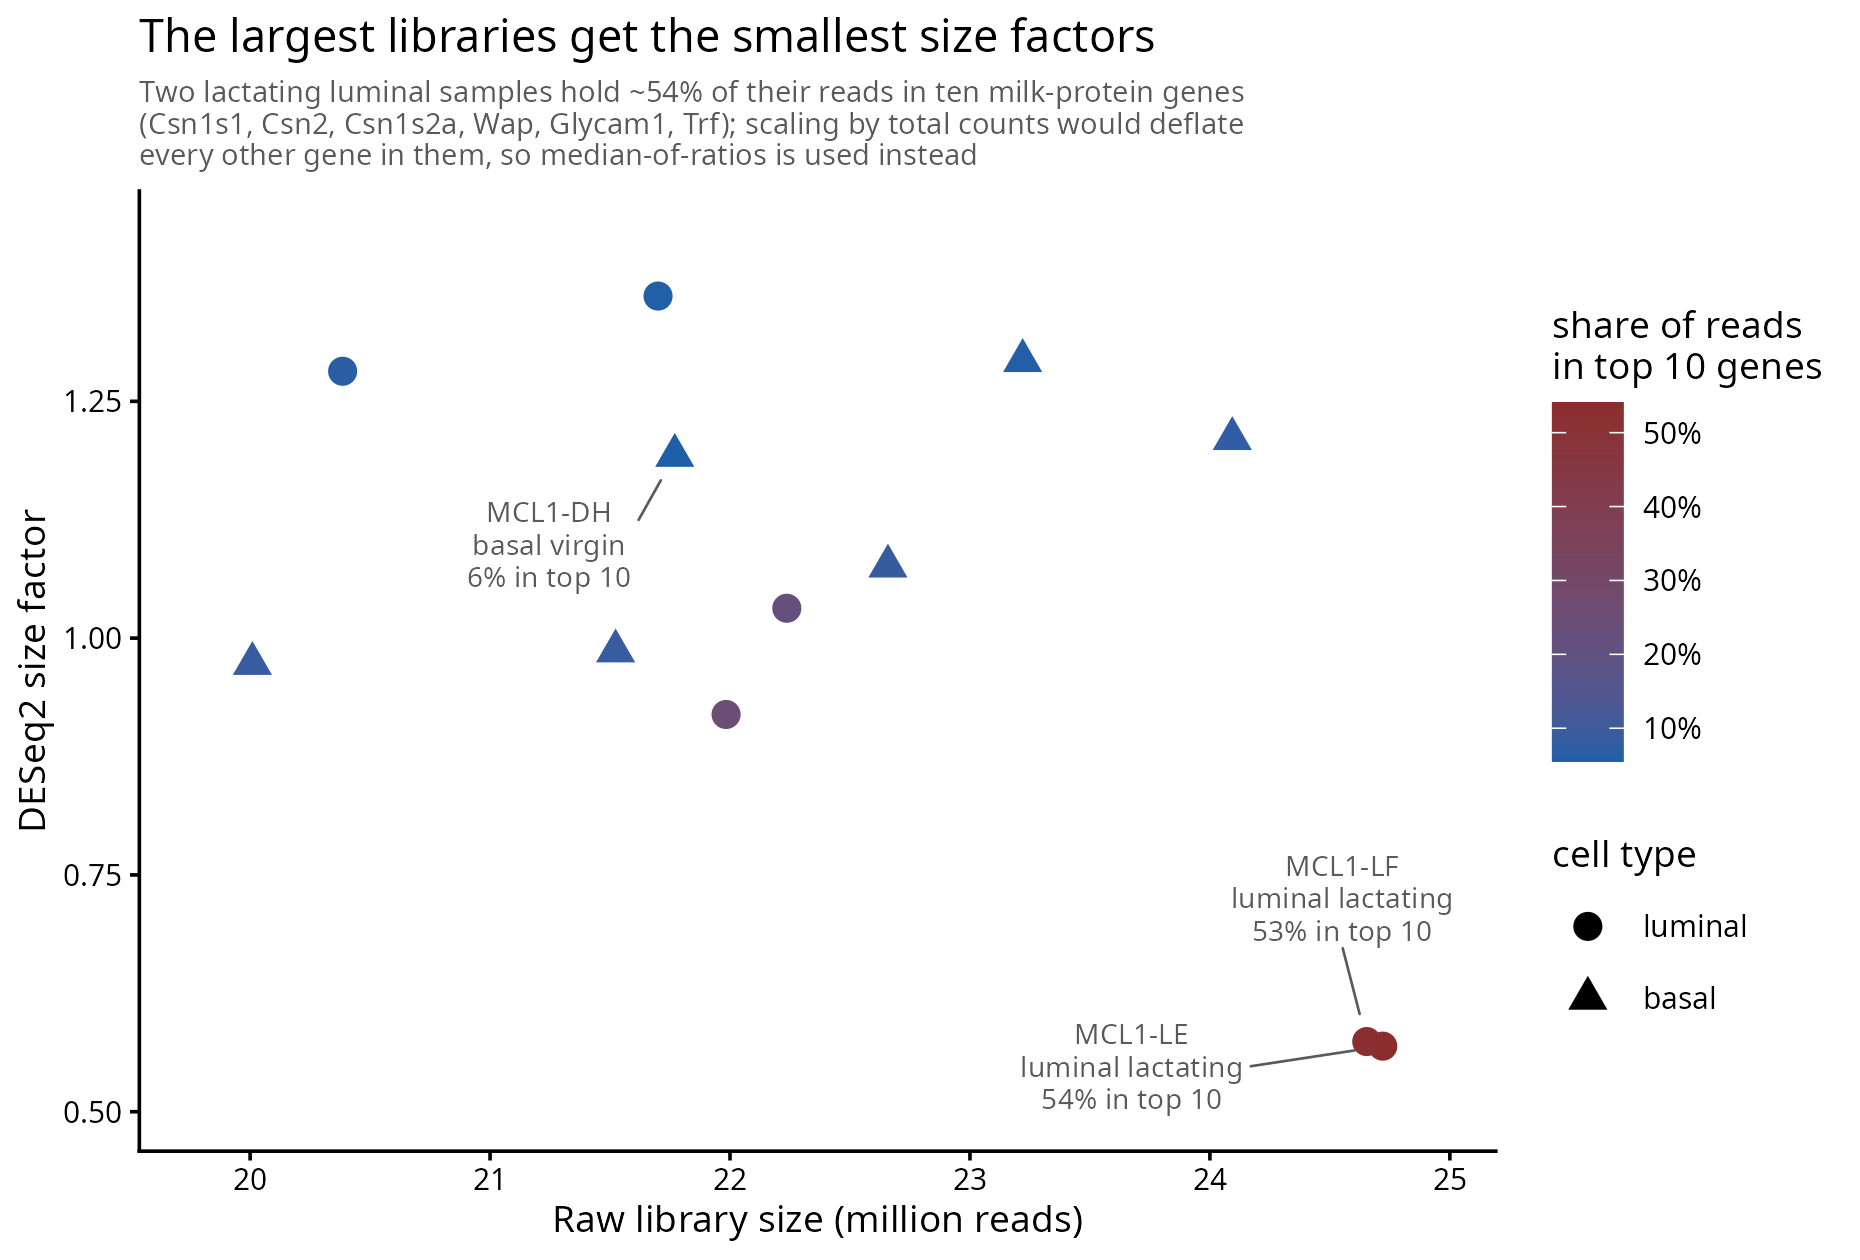 The largest libraries get the smallest size factors
Two lactating luminal samples hold ~54% of their reads in ten milk-protein genes
(Csn1s1, Csn2, Csn1s2a, Wap, Glycam1, Trf); scaling by total counts would deflate
every other gene in them, so median-of-ratios is used instead
DESeq2 size factor
1.25
1.00
0.75
0.50
MCL1-DH
basal virgin
6% in top 10
MCL1-LF
luminal lactating
53% in top 10
MCL1-LE
luminal lactating
54% in top 10
20
21
22
23
24
25
Raw library size (million reads)
share of reads
in top 10 genes
50%
40%
30%
20%
10%
cell type
luminal
basal